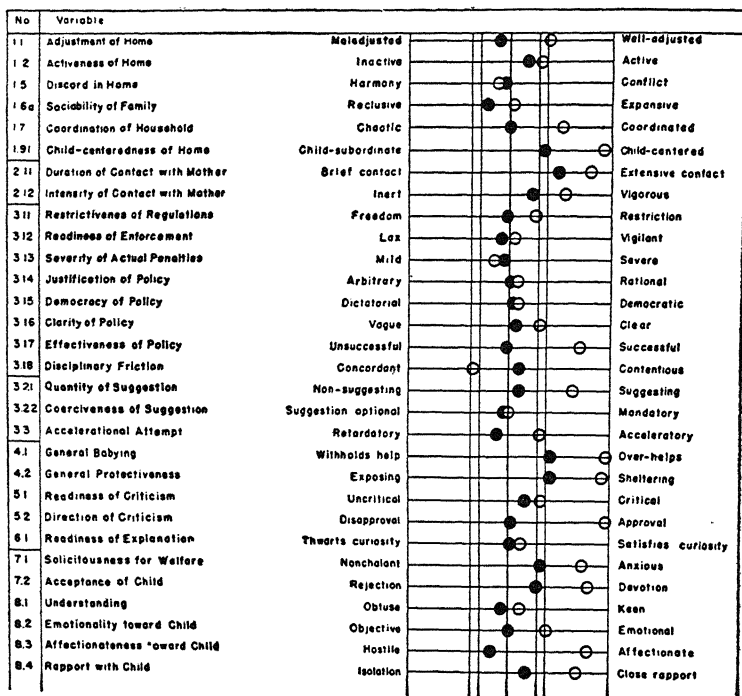 No Variable
1.1 Adjustment of Home Maladjusted Well-adjusted
1.2 Activeness of Home Inactive Active
1.5 Discord in Home Harmony Conflict
1.6a Sociability of Family Reclusive Expansive
1.7 Coordination of Household Chaotic Coordinated
1.91 Child-centeredness of Home Child-subordinate Child-centered
2.11 Duration of Contact with Mother Brief contact Extensive contact
2.12 Intensity of Contact with Mother Inert Vigorous
3.11 Restrictiveness of Regulations Freedom Restriction
3.12 Readiness of Enforcement Lax Vigilant
3.13 Severity of Actual Penalties Mild Severe
3.14 Justification of Policy Arbitrary Rational
3.15 Democracy of Policy Dictatorial Democratic
3.16 Clarity of Policy Vague Clear
3.17 Effectiveness of Policy Unsuccessful Successful
3.18 Disciplinary Friction Concordant Contentious
3.21 Quantity of Suggestion Non-suggesting Suggesting
3.22 Coerciveness of Suggestion Suggestion optional Mandatory
3.3 Accelerational Attempt Retardatory Acceleratory
4.1 General Babying Withholds help Over-helps
4.2 General Protectiveness Exposing Sheltering
5.1 Readiness of Criticism Uncritical Critical
5.2 Direction of Criticism Disapproval Approval
6.1 Readiness of Explanation Thwarts curiosity Satisfies curiosity
7.1 Solicitousness for Welfare Nonchalant Anxious
7.2 Acceptance of Child Rejection Devotion
8.1 Understanding Obtuse Keen
8.2 Emotionality toward Child Objective Emotional
8.3 Affectionateness toward Child Hostile Affectionate
8.4 Rapport with Child Isolation Close rapport